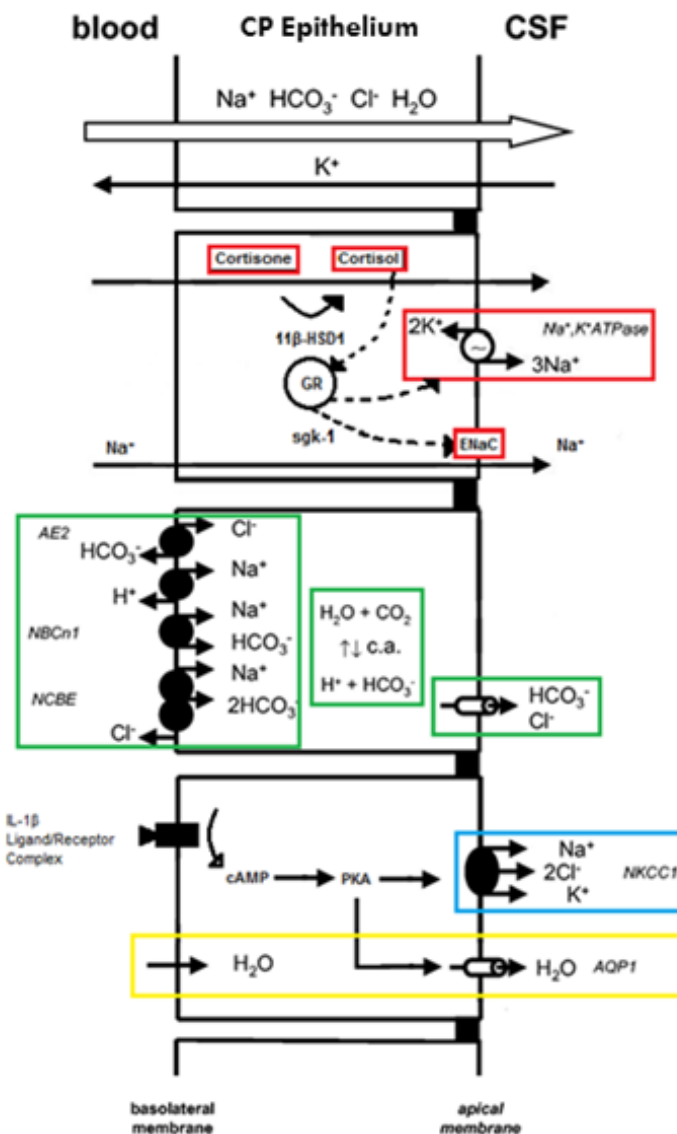 blood CP Epithelium CSF
Na⁺ HCO₃⁻ Cl⁻ H₂O
K⁺
Cortisone Cortisol
11β-HSD1
2K⁺ Na⁺,K⁺ATPase
3Na⁺
GR
sgk-1
ENaC
Na⁺ Na⁺
AE2 Cl⁻
HCO₃⁻
Na⁺
H⁺
Na⁺
NBCn1
HCO₃⁻
Na⁺
NCBE
2HCO₃⁻
Cl⁻
H₂O + CO₂
↑↓ c.a.
H⁺ + HCO₃⁻
HCO₃⁻
Cl⁻
IL-1β
Ligand/Receptor
Complex
cAMP PKA
Na⁺
2Cl⁻ NKCC1
K⁺
H₂O H₂O AQP1
basolateral
membrane
apical
membrane